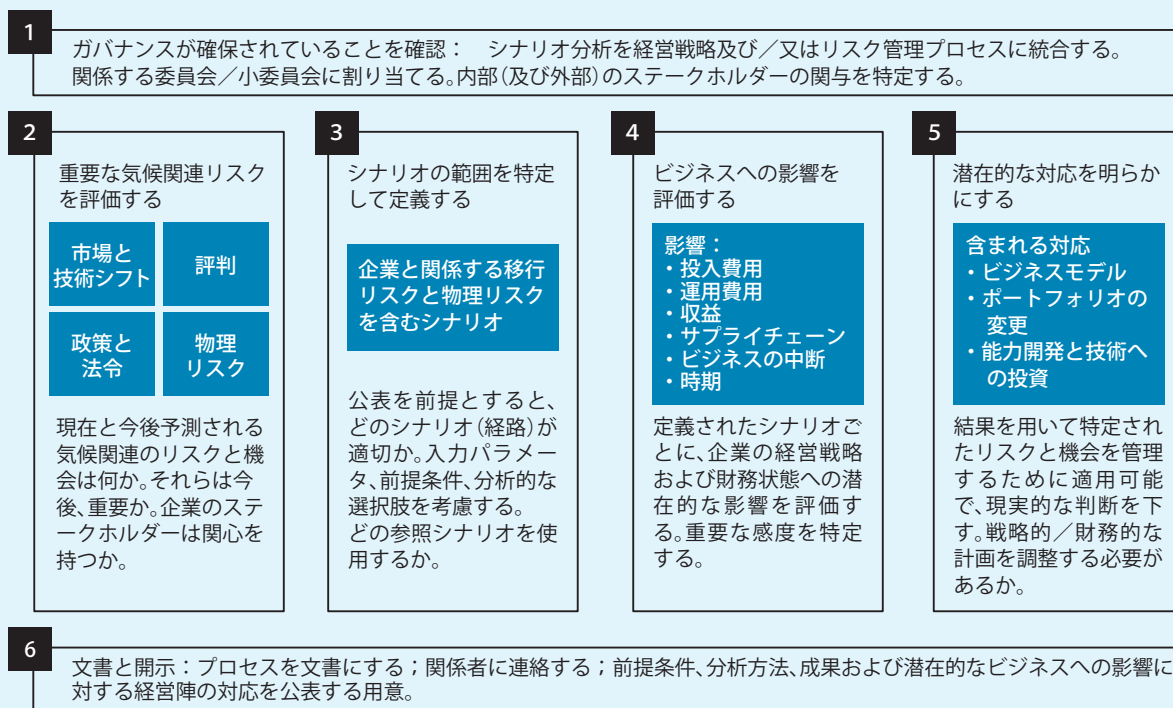 1
ガバナンスが確保されていることを確認： シナリオ分析を経営戦略及び／又はリスク管理プロセスに統合する。
関係する委員会／小委員会に割り当てる。内部（及び外部）のステークホルダーの関与を特定する。
2
重要な気候関連リスク
を評価する
市場と
技術シフト
評判
政策と
法令
物理
リスク
現在と今後予測される
気候関連のリスクと機
会は何か。それらは今
後、重要か。企業のステ
ークホルダーは関心を
持つか。
3
シナリオの範囲を特定
して定義する
企業と関係する移行
リスクと物理リスク
を含むシナリオ
公表を前提とすると、
どのシナリオ（経路）が
適切か。入力パラメー
タ、前提条件、分析的な
選択肢を考慮する。
どの参照シナリオを使
用するか。
4
ビジネスへの影響を
評価する
影響：
・投入費用
・運用費用
・収益
・サプライチェーン
・ビジネスの中断
・時期
定義されたシナリオご
とに、企業の経営戦略
および財務状態への潜
在的な影響を評価す
る。重要な感度を特定
する。
5
潜在的な対応を明らか
にする
含まれる対応
・ビジネスモデル
・ポートフォリオの
変更
・能力開発と技術へ
の投資
結果を用いて特定され
たリスクと機会を管理
するために適用可能
で、現実的な判断を下
す。戦略的／財務的な
計画を調整する必要が
あるか。
6
文書と開示：プロセスを文書にする；関係者に連絡する；前提条件、分析方法、成果および潜在的なビジネスへの影響に
対する経営陣の対応を公表する用意。